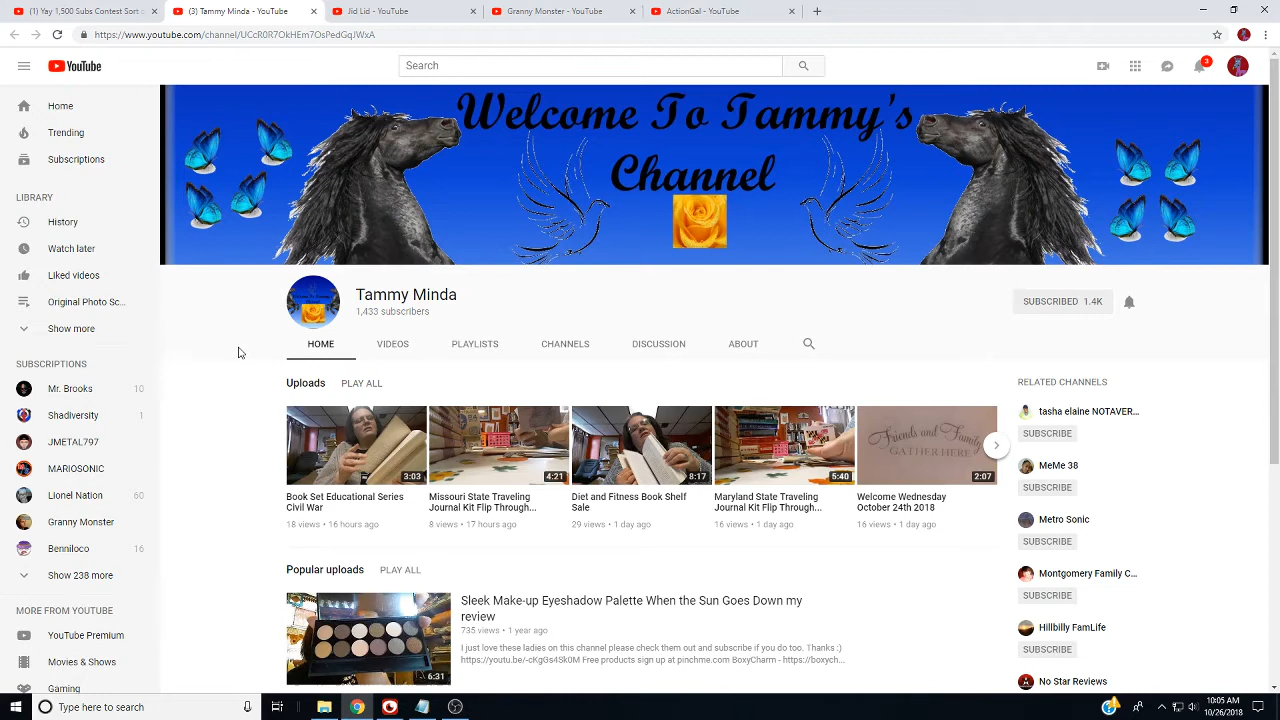 (1) Yay 1,500 Subs Contest Sort o
(3) Tammy Minda - YouTube
Jid Lid - YouTube
Granny Monster - YouTube
ActionGal - YouTube
https://www.youtube.com/channel/UCcR0R7OkHEm7OsPedGqJWxA
YouTube
Search
3
Home
Trending
Subscriptions
LIBRARY
History
Watch later
Liked videos
Original Photo Sc...
Show more
SUBSCRIPTIONS
Mr. Brooks 10
Shadiversity 1
JMETAL797
MARIOSONIC
Lionel Nation 60
Granny Monster
Benniloco 16
Show 238 more
MORE FROM YOUTUBE
YouTube Premium
Movies & Shows
Gaming
Welcome To Tammy's
Channel
Tammy Minda
1,433 subscribers
SUBSCRIBED 1.4K
HOME VIDEOS PLAYLISTS CHANNELS DISCUSSION ABOUT
Uploads PLAY ALL
3:03
Book Set Educational Series
Civil War
18 views • 16 hours ago
4:21
Missouri State Traveling
Journal Kit Flip Through...
8 views • 17 hours ago
8:17
Diet and Fitness Book Shelf
Sale
29 views • 1 day ago
5:40
Maryland State Traveling
Journal Kit Flip Through...
16 views • 1 day ago
Friends and Family
GATHER HERE
2:07
Welcome Wednesday
October 24th 2018
16 views • 1 day ago
Popular uploads PLAY ALL
6:31
Sleek Make-up Eyeshadow Palette When the Sun Goes Down my
review
735 views • 1 year ago
I just love these ladies on this channel please check them out and subscribe if you do too. Thanks :)
https://youtu.be/-cKgGs4Sk0M Free products sign up at pinchme.com BoxyCharm - https://boxych...
RELATED CHANNELS
tasha elaine NOTAVER...
SUBSCRIBE
MeMe 38
SUBSCRIBE
Metro Sonic
SUBSCRIBE
Montgomery Family C...
SUBSCRIBE
Hillbilly FamLife
SUBSCRIBE
No Star Reviews
Type here to search
10:05 AM
10/26/2018